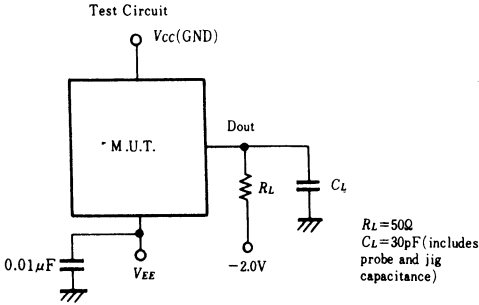 Test Circuit
VCC(GND)
M.U.T.
Dout
RL
CL
0.01μF
VEE
−2.0V
RL=50Ω
CL=30pF(includes
probe and jig
capacitance)